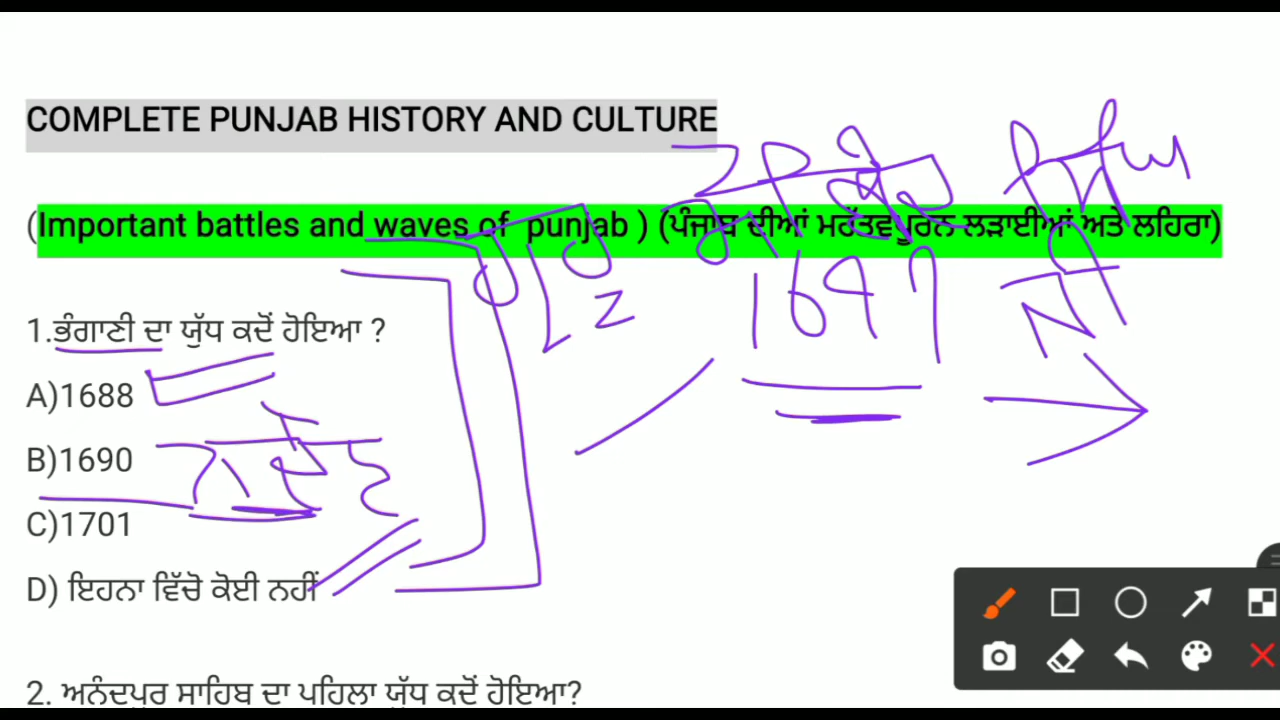 COMPLETE PUNJAB HISTORY AND CULTURE
(Important battles and waves of punjab ) (ਪੰਜਾਬ ਦੀਆਂ ਮਹੱਤਵਪੂਰਨ ਲੜਾਈਆਂ ਅਤੇ ਲਹਿਰਾ)
1697
1.ਭੰਗਾਣੀ ਦਾ ਯੁੱਧ ਕਦੋਂ ਹੋਇਆ ?
A)1688
B)1690
C)1701
D) ਇਹਨਾ ਵਿੱਚੋ ਕੋਈ ਨਹੀਂ
2. ਅਨੰਦਪੁਰ ਸਾਹਿਬ ਦਾ ਪਹਿਲਾ ਯੁੱਧ ਕਦੋਂ ਹੋਇਆ?